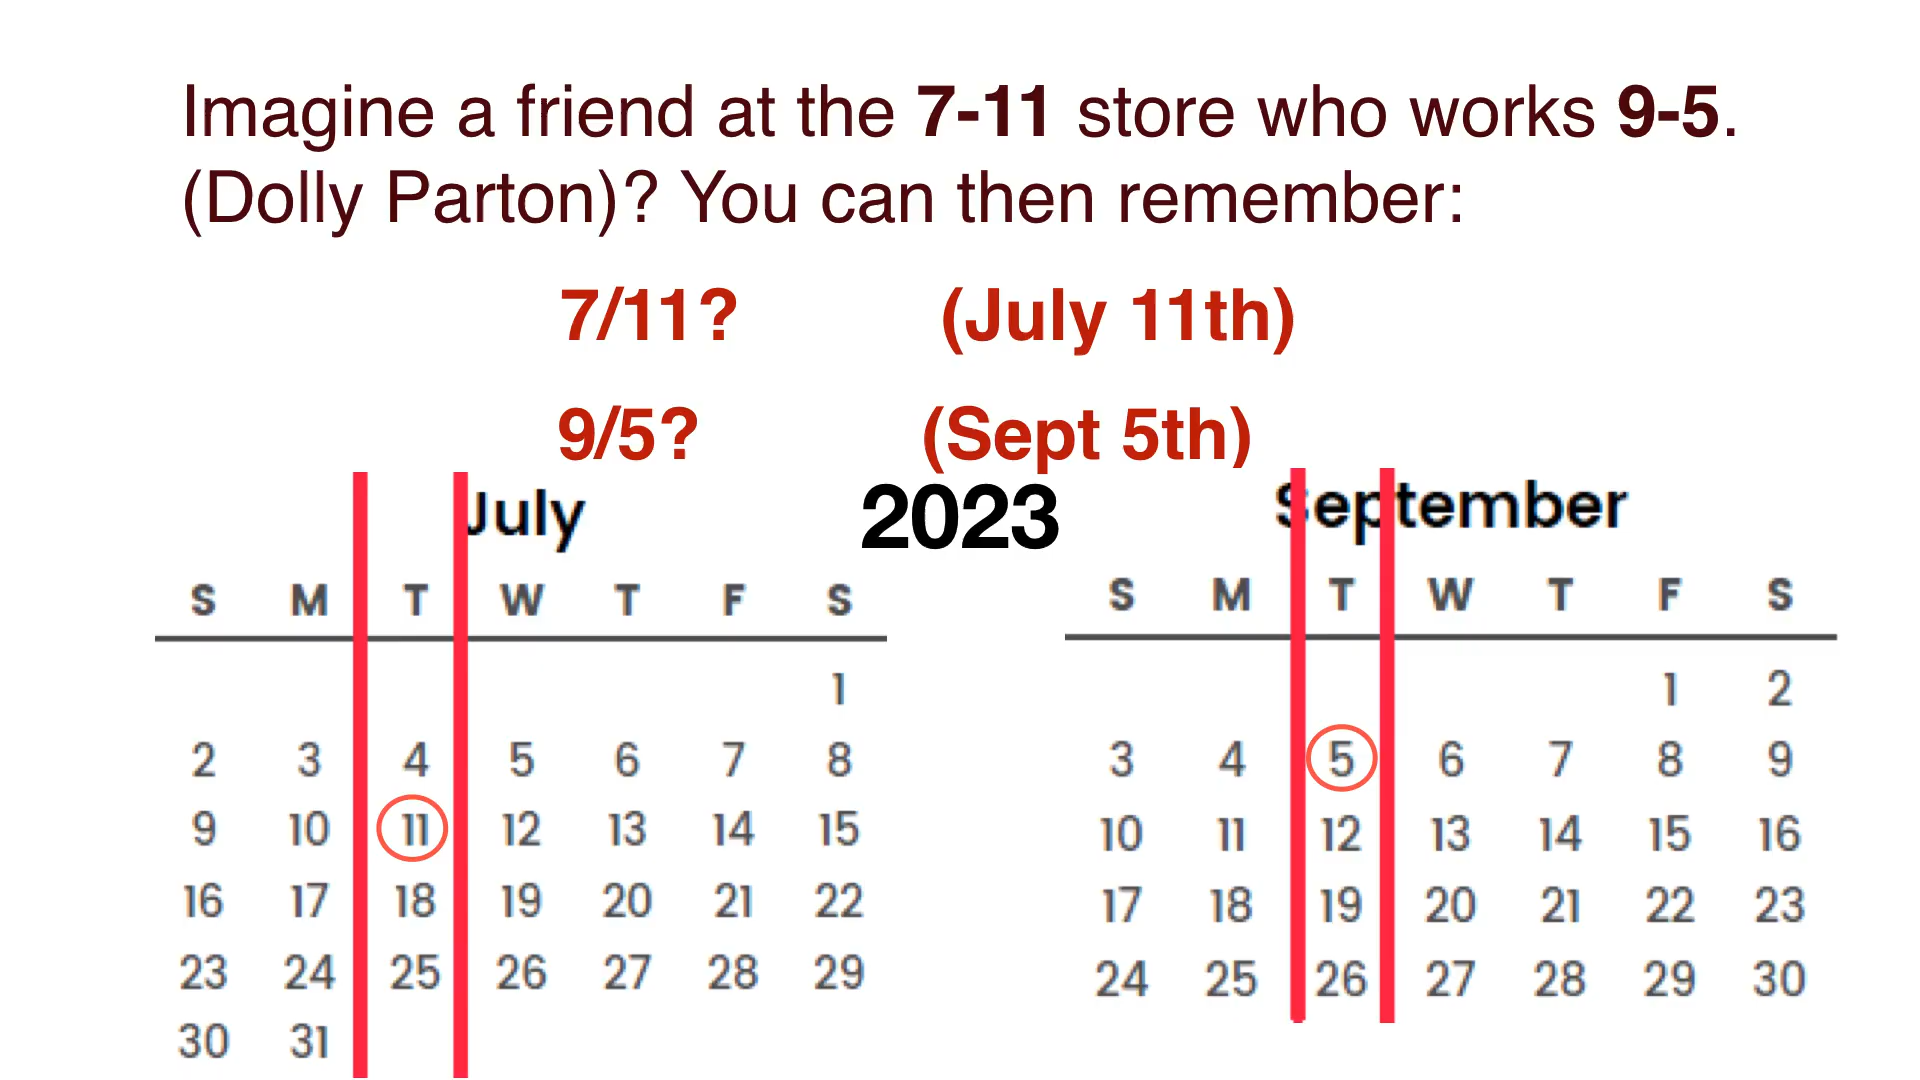 Imagine a friend at the 7-11 store who works 9-5.
(Dolly Parton)? You can then remember:
7/11? (July 11th)
9/5? (Sept 5th)
2023
July
S M T W T F S
1
2 3 4 5 6 7 8
9 10 11 12 13 14 15
16 17 18 19 20 21 22
23 24 25 26 27 28 29
30 31
September
S M T W T F S
1 2
3 4 5 6 7 8 9
10 11 12 13 14 15 16
17 18 19 20 21 22 23
24 25 26 27 28 29 30